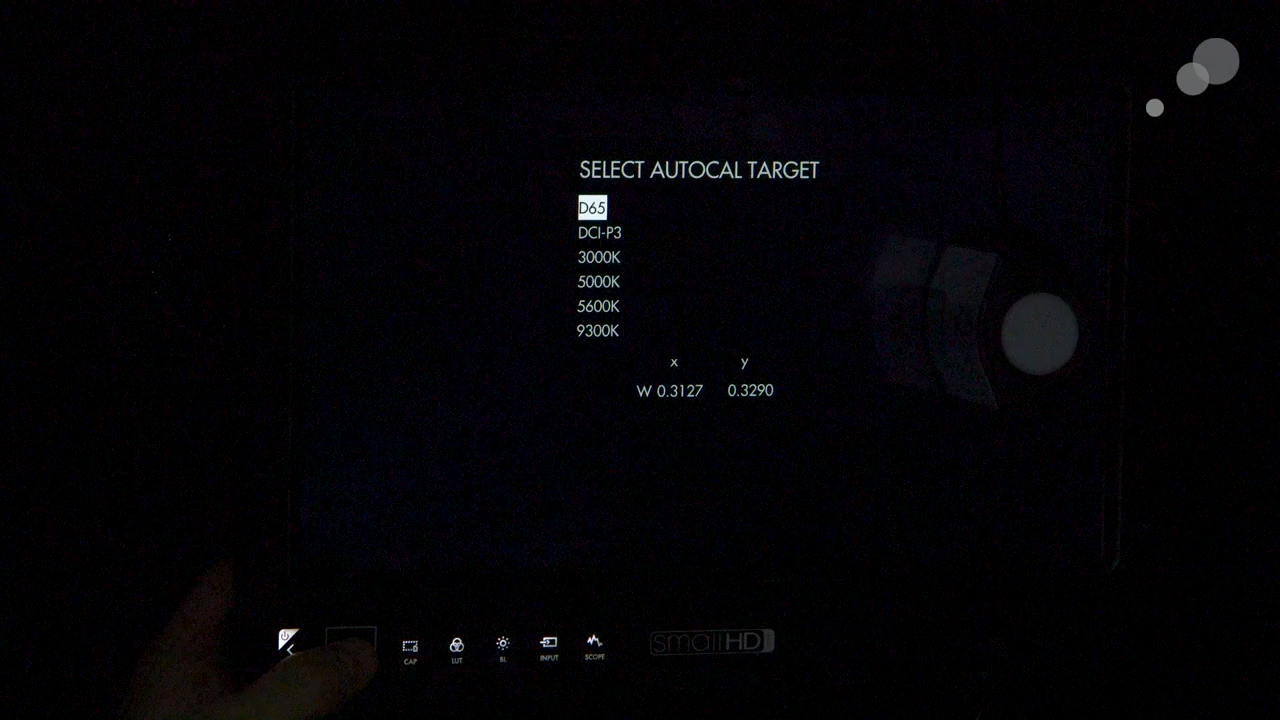 SELECT AUTOCAL TARGET
D65
DCI-P3
3000K
5000K
5600K
9300K
x y
W 0.3127 0.3290
CAP LUT BL INPUT SCOPE
smallHD